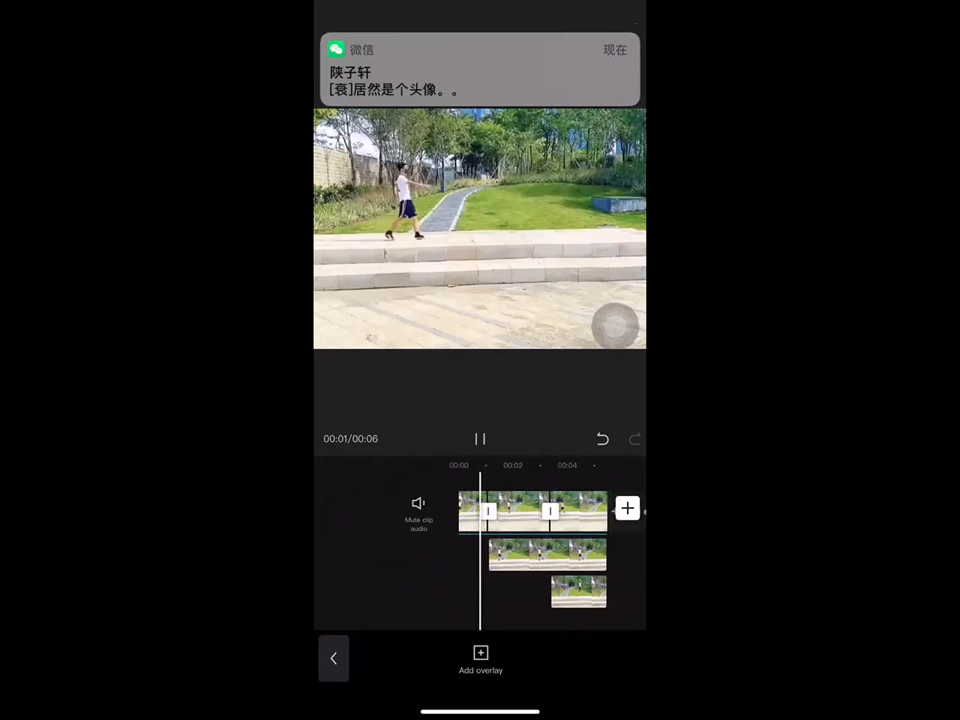 微信
现在
陕子轩
[衰]居然是个头像。。
00:01/00:06
00:00
00:02
00:04
Mute clip
audio
Add overlay